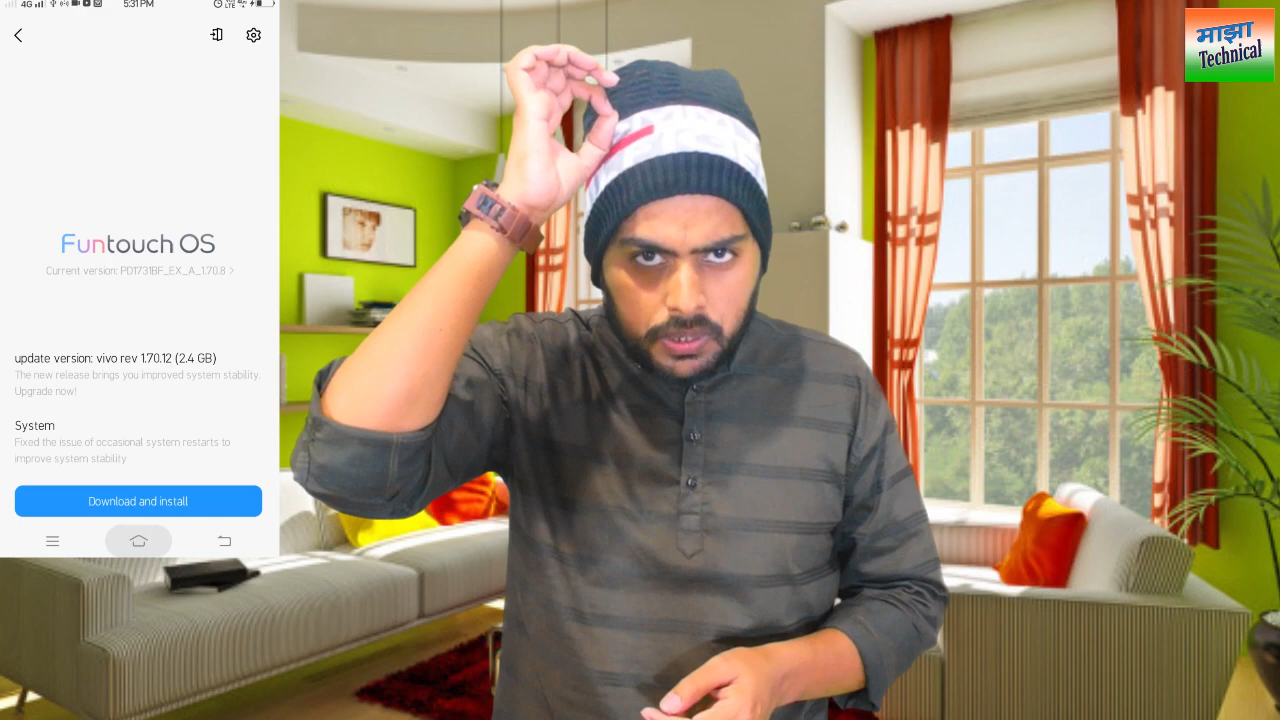 4G
5:31 PM
Funtouch OS
Current version: PD1731BF_EX_A_1.70.8 >
update version: vivo rev 1.70.12 (2.4 GB)
The new release brings you improved system stability.
Upgrade now!
System
Fixed the issue of occasional system restarts to
improve system stability
Download and install
माझा
Technical